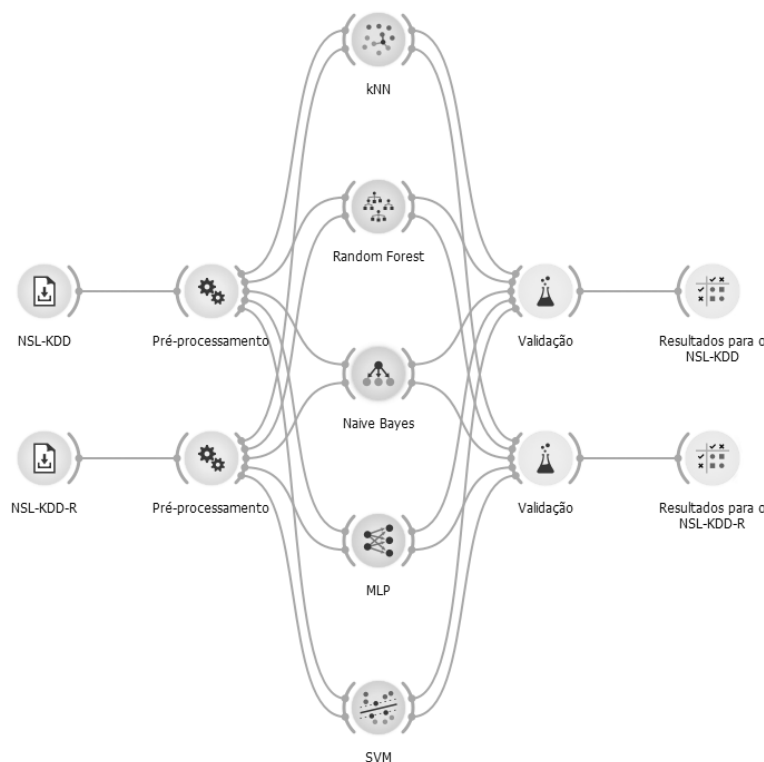 kNN
Random Forest
NSL-KDD
Pré-processamento
Validação
Resultados para o
NSL-KDD
Naive Bayes
NSL-KDD-R
Pré-processamento
Validação
Resultados para o
NSL-KDD-R
MLP
SVM